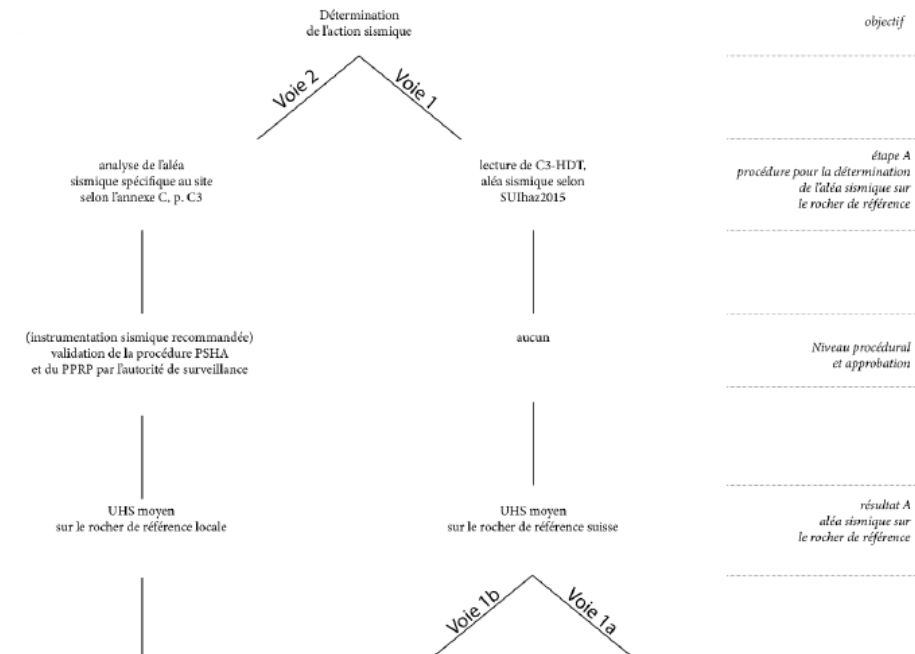 Détermination
de l'action sismique
objectif
Voie 2
Voie 1
analyse de l'aléa
sismique spécifique au site
selon l'annexe C, p. C3
lecture de C3-HDT,
aléa sismique selon
SUIhaz2015
étape A
procédure pour la détermination
de l'aléa sismique sur
le rocher de référence
(instrumentation sismique recommandée)
validation de la procédure PSHA
et du PPRP par l'autorité de surveillance
aucun
Niveau procédural
et approbation
UHS moyen
sur le rocher de référence locale
UHS moyen
sur le rocher de référence suisse
résultat A
aléa sismique sur
le rocher de référence
Voie 1b
Voie 1a